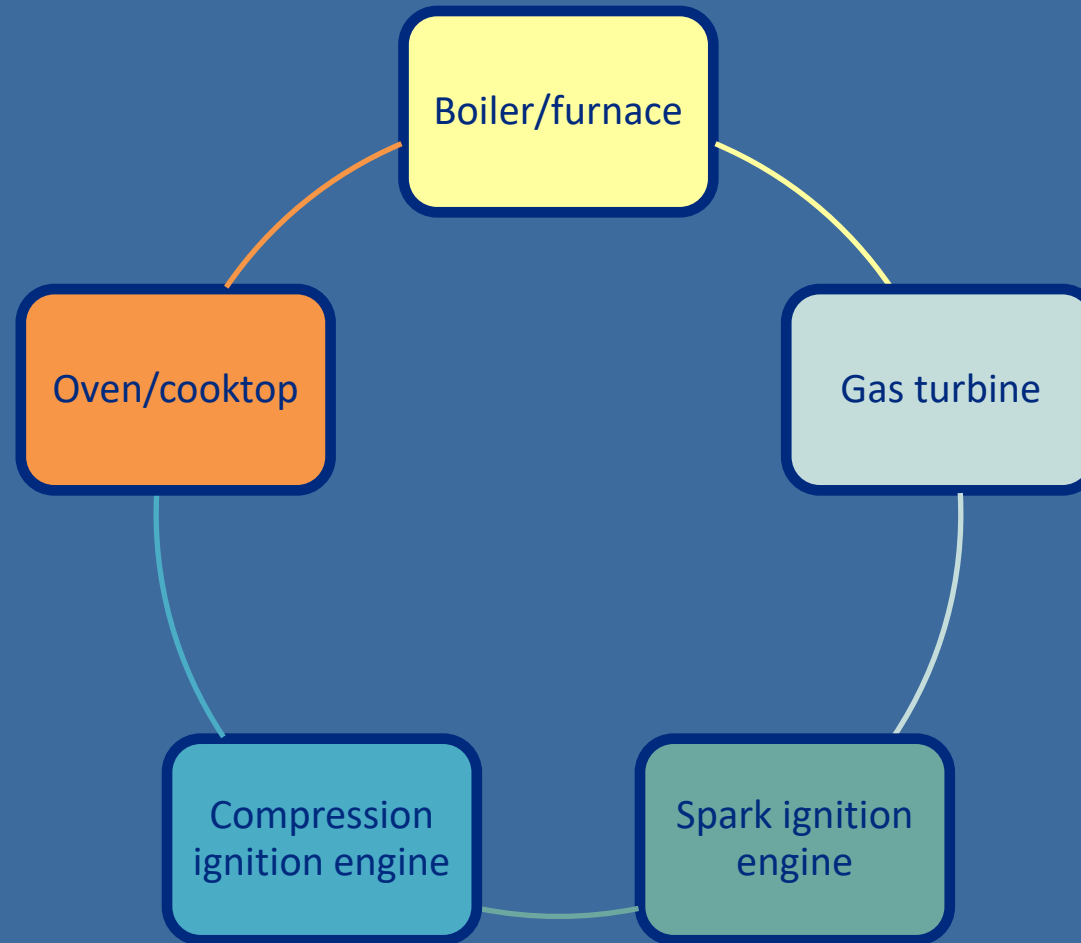 Boiler/furnace
Oven/cooktop
Gas turbine
Compression
ignition engine
Spark ignition
engine